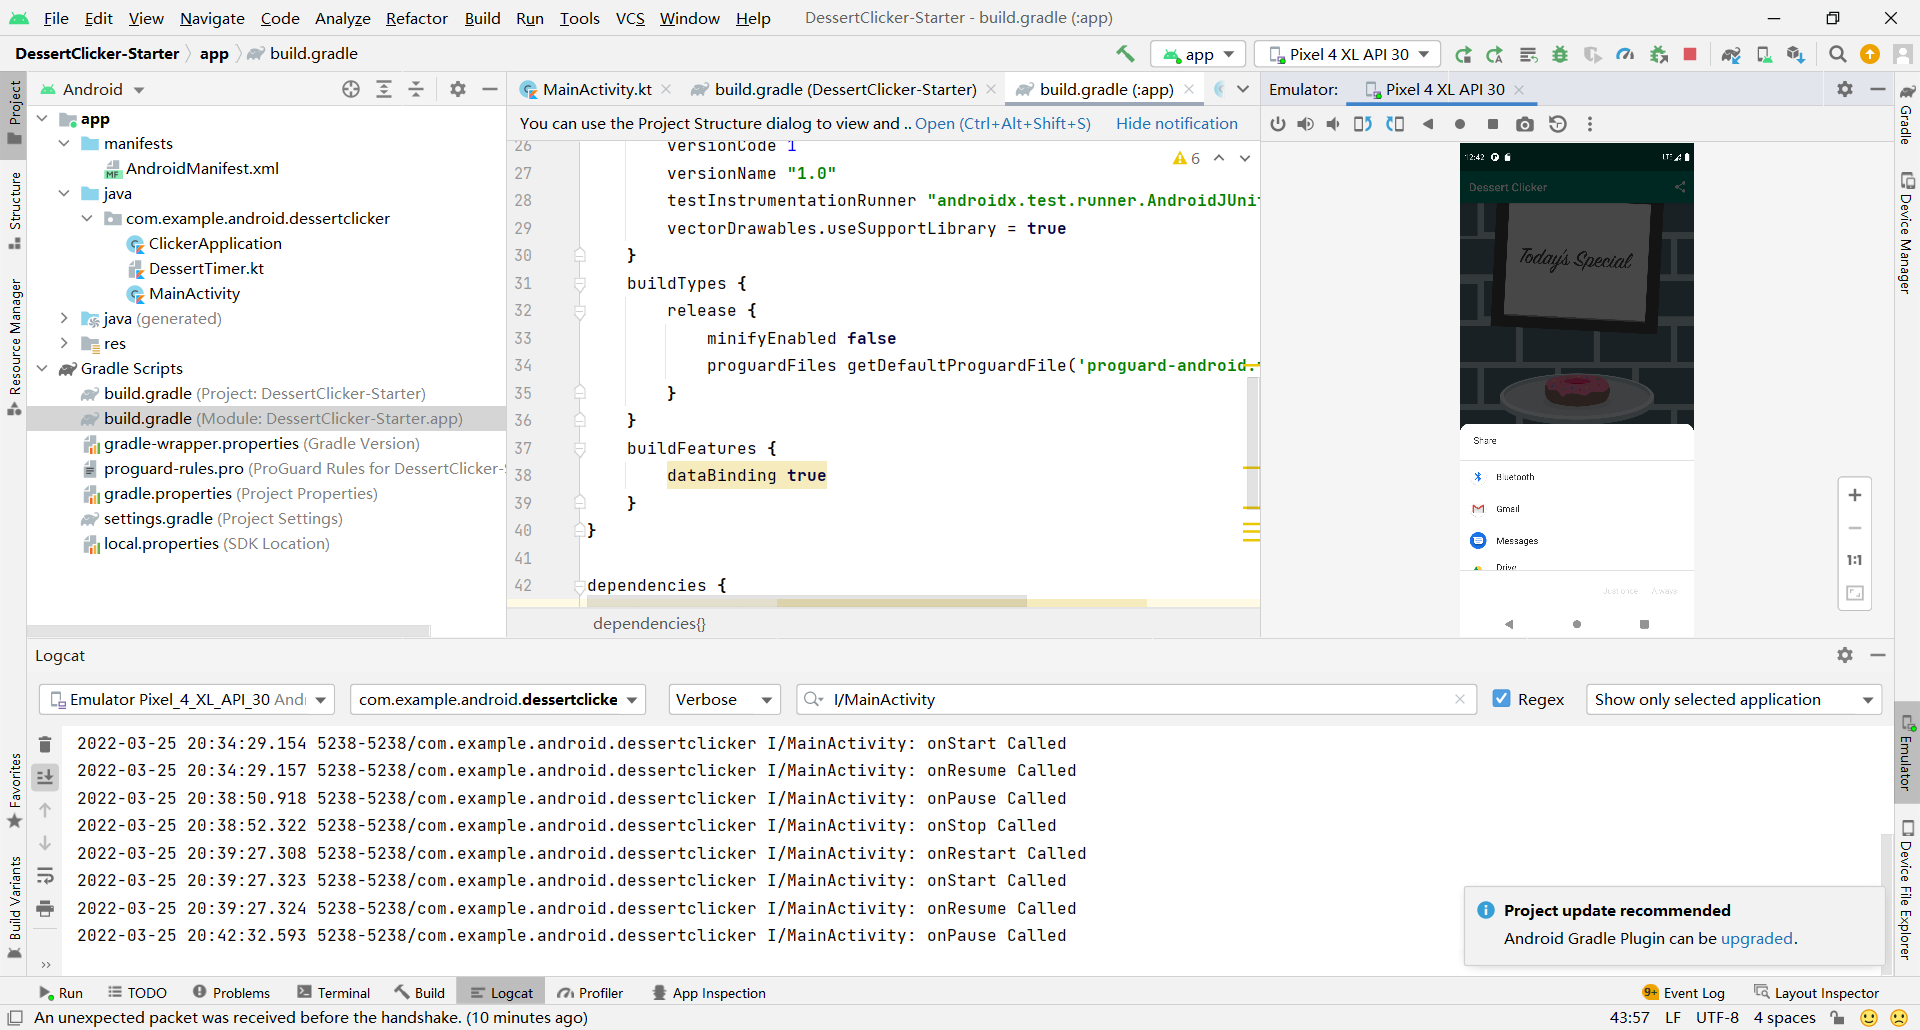 File Edit View Navigate Code Analyze Refactor Build Run Tools VCS Window Help DessertClicker-Starter - build.gradle (:app)
DessertClicker-Starter app build.gradle app Pixel 4 XL API 30
Project
Structure
Resource Manager
Favorites
Build Variants
Android
app
manifests
AndroidManifest.xml
java
com.example.android.dessertclicker
ClickerApplication
DessertTimer.kt
MainActivity
java (generated)
res
Gradle Scripts
build.gradle (Project: DessertClicker-Starter)
build.gradle (Module: DessertClicker-Starter.app)
gradle-wrapper.properties (Gradle Version)
proguard-rules.pro (ProGuard Rules for DessertClicker-
gradle.properties (Project Properties)
settings.gradle (Project Settings)
local.properties (SDK Location)
MainActivity.kt build.gradle (DessertClicker-Starter) build.gradle (:app)
You can use the Project Structure dialog to view and .. Open (Ctrl+Alt+Shift+S) Hide notification
6
26 versionCode 1
27 versionName "1.0"
28 testInstrumentationRunner "androidx.test.runner.AndroidJUni
29 vectorDrawables.useSupportLibrary = true
30 }
31 buildTypes {
32 release {
33 minifyEnabled false
34 proguardFiles getDefaultProguardFile('proguard-android.
35 }
36 }
37 buildFeatures {
38 dataBinding true
39 }
40 }
41
42 dependencies {
dependencies{}
Emulator: Pixel 4 XL API 30
12:42 LTE
Dessert Clicker
Today's Special
Share
Bluetooth
Gmail
Messages
Drive
Just once Always
1:1
Gradle
Device Manager
Emulator
Device File Explorer
Logcat
Emulator Pixel_4_XL_API_30 And com.example.android.dessertclicke Verbose I/MainActivity Regex Show only selected application
2022-03-25 20:34:29.154 5238-5238/com.example.android.dessertclicker I/MainActivity: onStart Called
2022-03-25 20:34:29.157 5238-5238/com.example.android.dessertclicker I/MainActivity: onResume Called
2022-03-25 20:38:50.918 5238-5238/com.example.android.dessertclicker I/MainActivity: onPause Called
2022-03-25 20:38:52.322 5238-5238/com.example.android.dessertclicker I/MainActivity: onStop Called
2022-03-25 20:39:27.308 5238-5238/com.example.android.dessertclicker I/MainActivity: onRestart Called
2022-03-25 20:39:27.323 5238-5238/com.example.android.dessertclicker I/MainActivity: onStart Called
2022-03-25 20:39:27.324 5238-5238/com.example.android.dessertclicker I/MainActivity: onResume Called
2022-03-25 20:42:32.593 5238-5238/com.example.android.dessertclicker I/MainActivity: onPause Called
Project update recommended
Android Gradle Plugin can be upgraded.
Run TODO Problems Terminal Build Logcat Profiler App Inspection 9+ Event Log Layout Inspector
An unexpected packet was received before the handshake. (10 minutes ago) 43:57 LF UTF-8 4 spaces